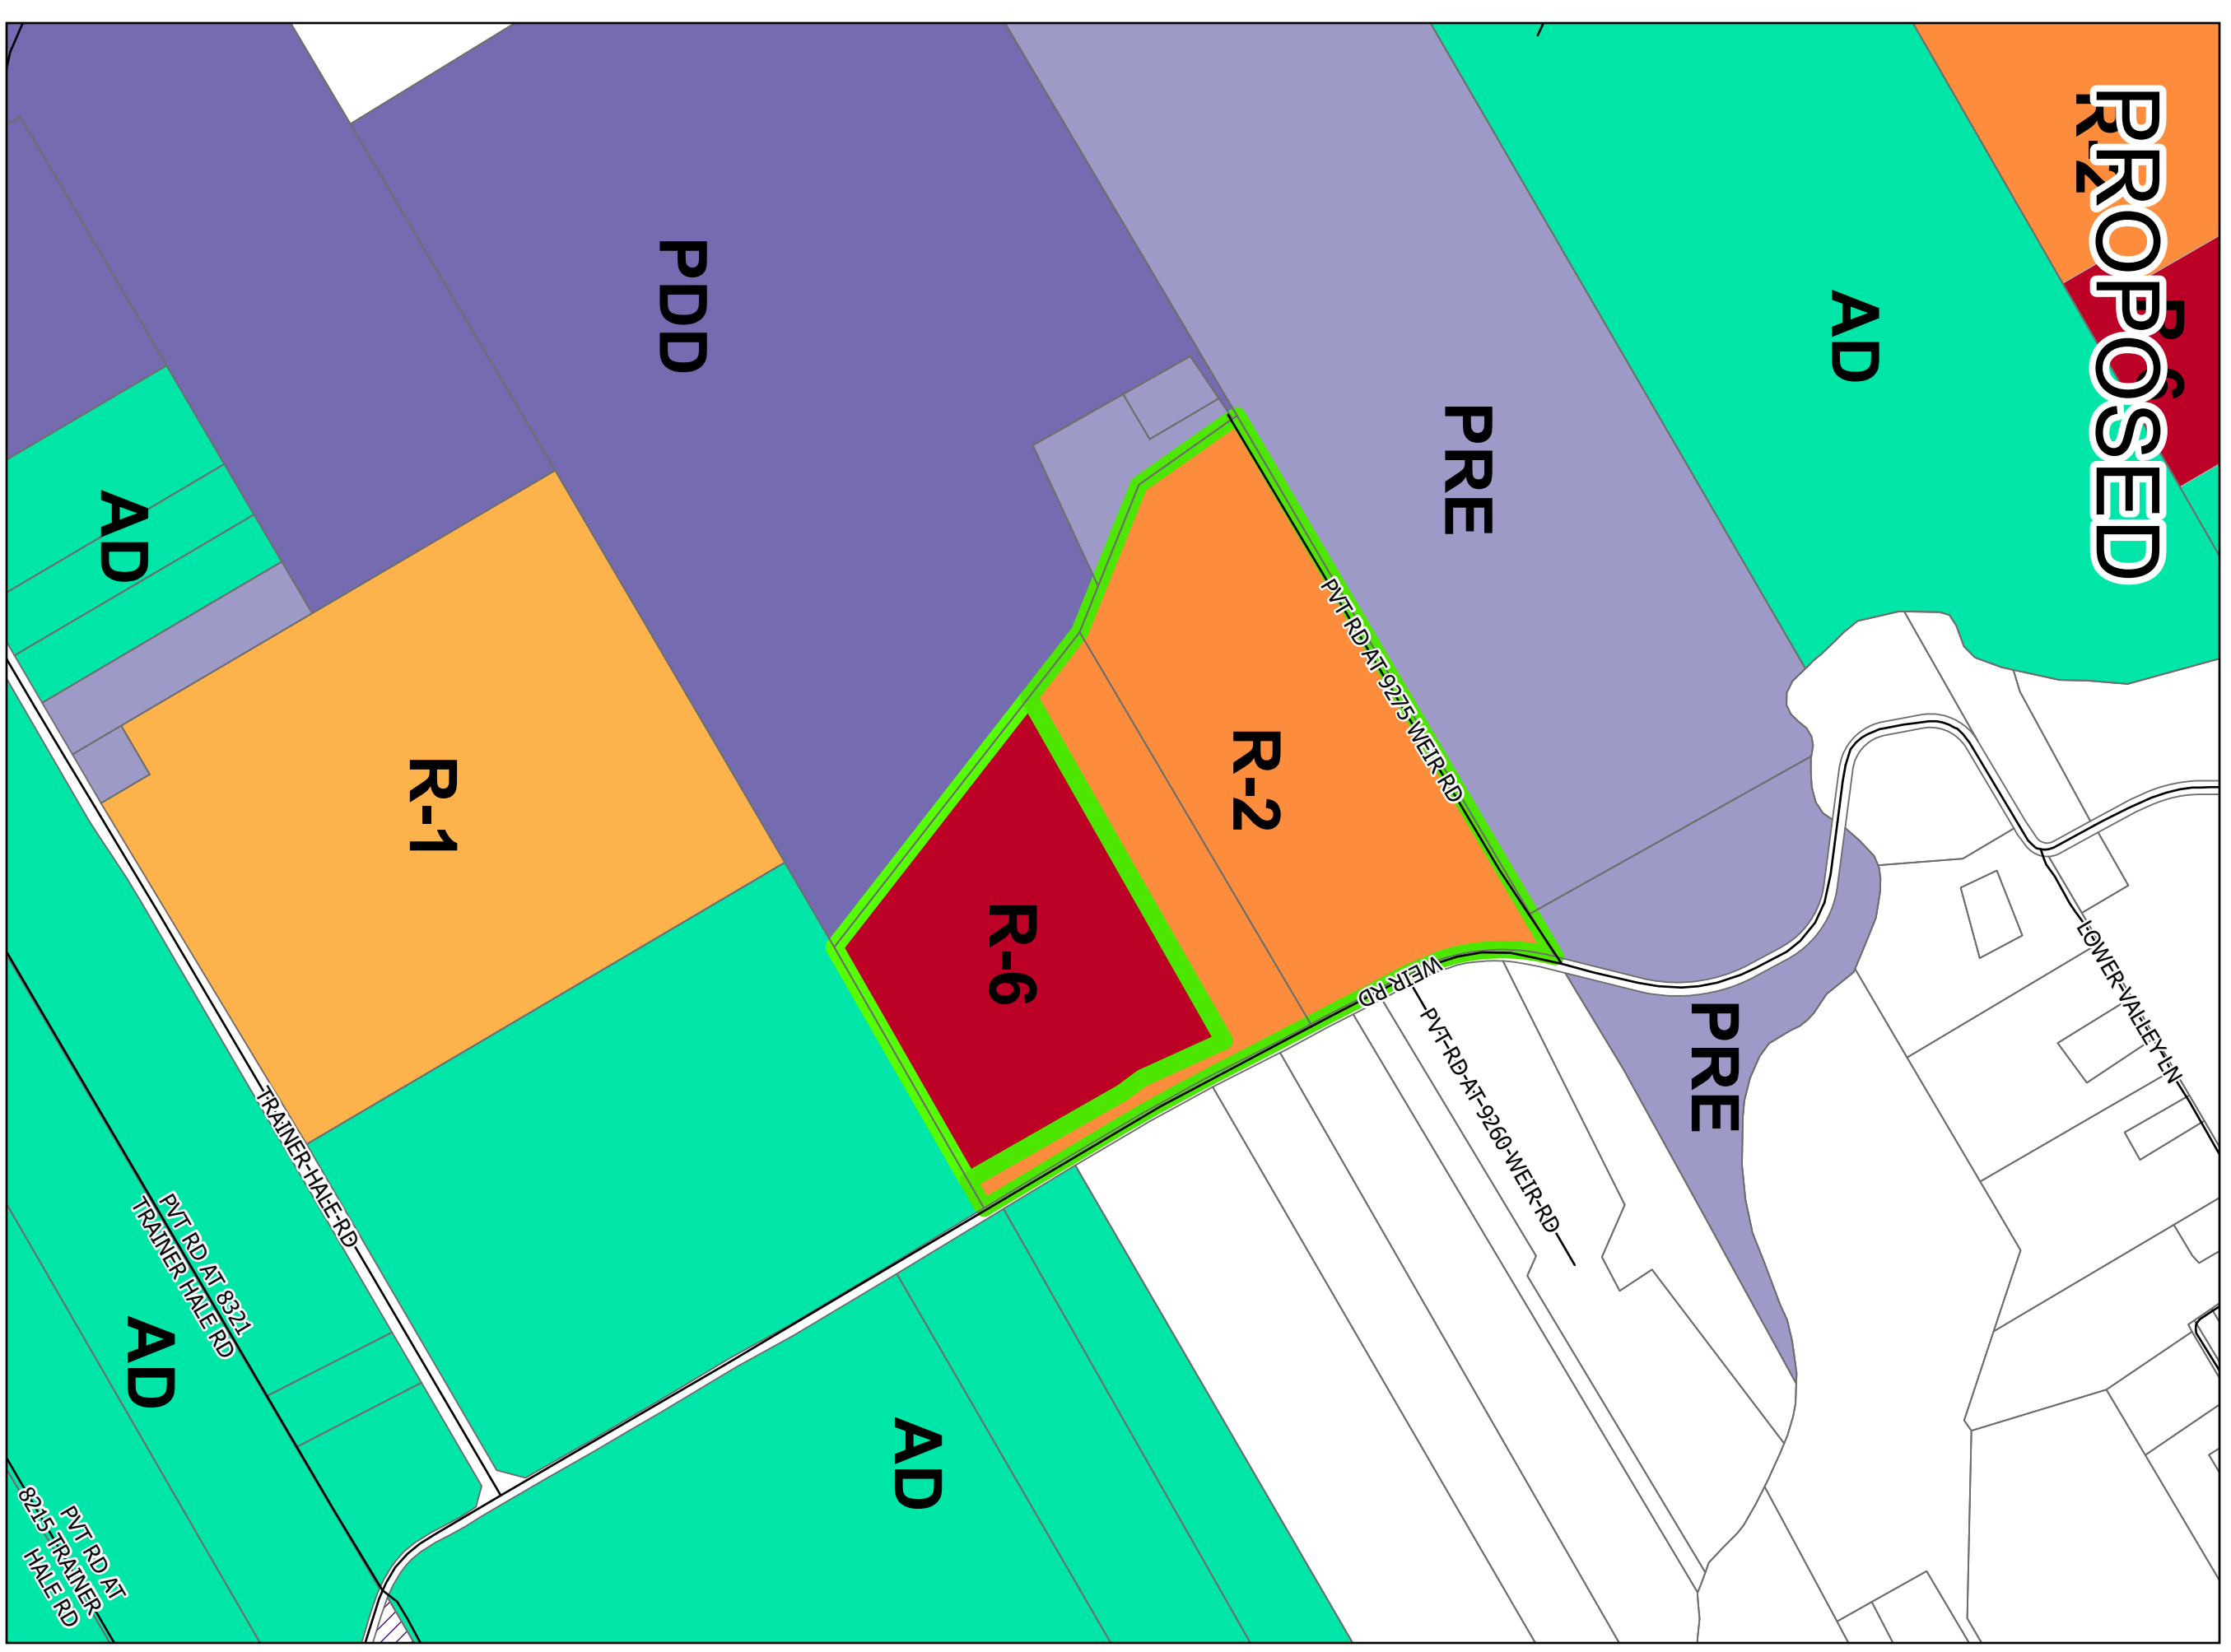 PROPOSED
R-2
R-6
AD
PRE
PDD
AD
R-1
R-2
R-6
PRE
AD
AD
PVT RD AT 9275 WEIR RD
WEIR RD
PVT RD AT 9260 WEIR RD
LOWER VALLEY LN
TRAINER HALE RD
PVT RD AT 8321
TRAINER HALE RD
PVT RD AT
8215 TRAINER
HALE RD